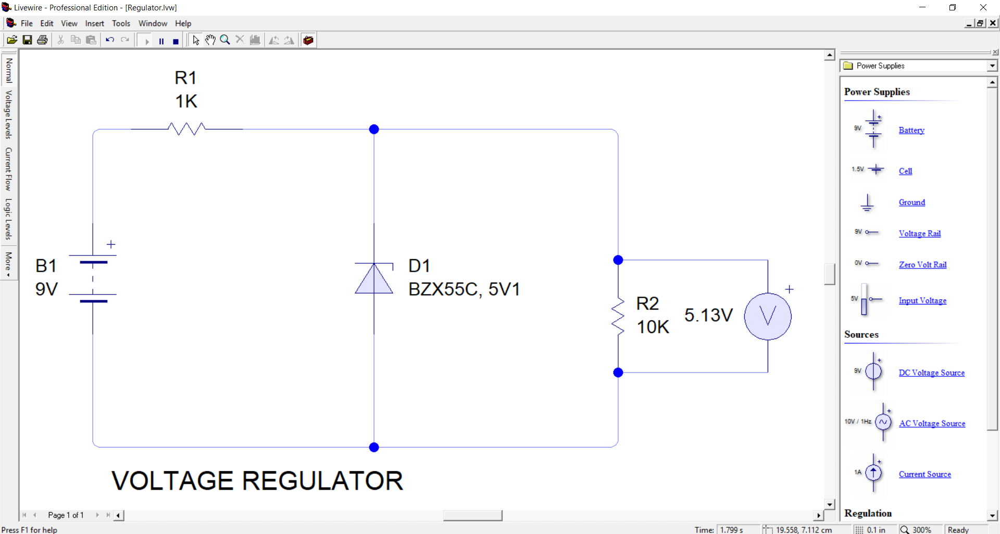 Livewire - Professional Edition - [Regulator.lvw]
File Edit View Insert Tools Window Help
Normal
Voltage Levels
Current Flow
Logic Levels
More
R1
1K
B1
9V
+
D1
BZX55C, 5V1
R2
10K
5.13V
+
V
VOLTAGE REGULATOR
Power Supplies
Power Supplies
9V + Battery
1.5V Cell
Ground
9V Voltage Rail
0V Zero Volt Rail
5V Input Voltage
Sources
9V + DC Voltage Source
10V / 1Hz + AC Voltage Source
1A + Current Source
Regulation
Page 1 of 1
Press F1 for help
Time: 1.799 s 19.558, 7.112 cm 0.1 in 300% Ready